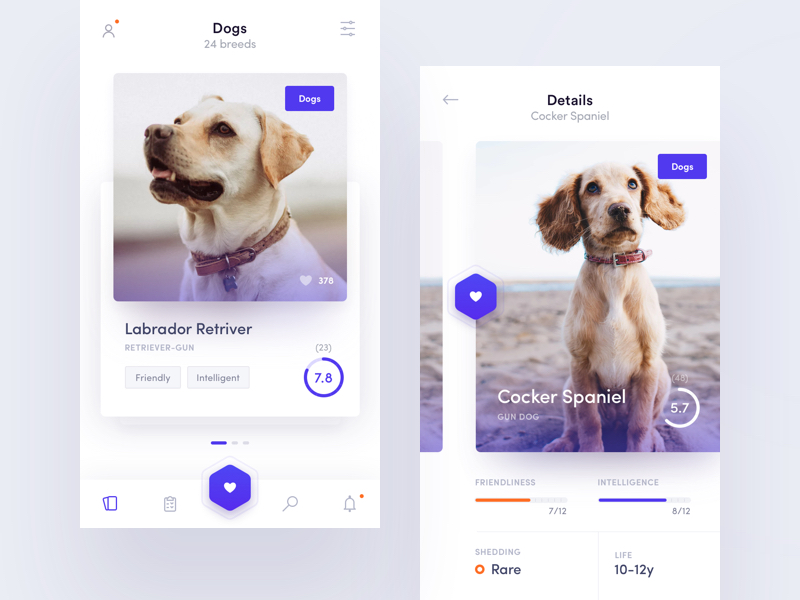 Dogs
24 breeds
Dogs
378
Labrador Retriver
RETRIEVER-GUN
(23)
Friendly
Intelligent
7.8
Details
Cocker Spaniel
Dogs
(48)
Cocker Spaniel
GUN DOG
5.7
FRIENDLINESS
INTELLIGENCE
7/12
8/12
SHEDDING
LIFE
Rare
10-12y